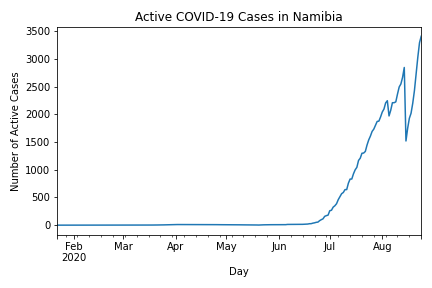 Active COVID-19 Cases in Namibia
3500
3000
2500
2000
1500
1000
500
0
Number of Active Cases
Feb
2020
Mar
Apr
May
Jun
Jul
Aug
Day